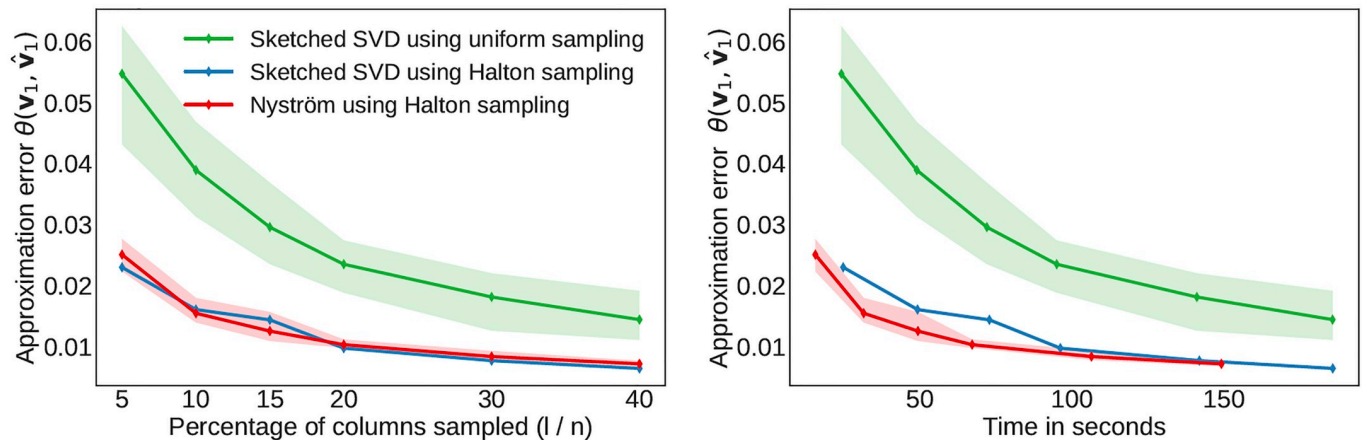 Approximation error θ(v₁, v̂₁)
0.06
0.05
0.04
0.03
0.02
0.01
Sketched SVD using uniform sampling
Sketched SVD using Halton sampling
Nyström using Halton sampling
5 10 15 20 30 40
Percentage of columns sampled (l / n)
Approximation error θ(v₁, v̂₁)
0.06
0.05
0.04
0.03
0.02
0.01
50 100 150
Time in seconds